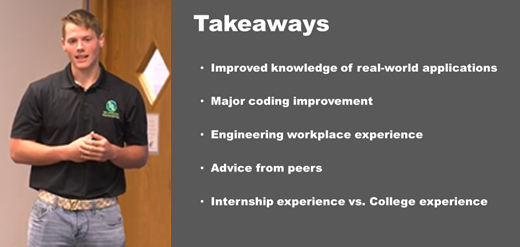 Takeaways
• Improved knowledge of real-world applications
• Major coding improvement
• Engineering workplace experience
• Advice from peers
• Internship experience vs. College experience